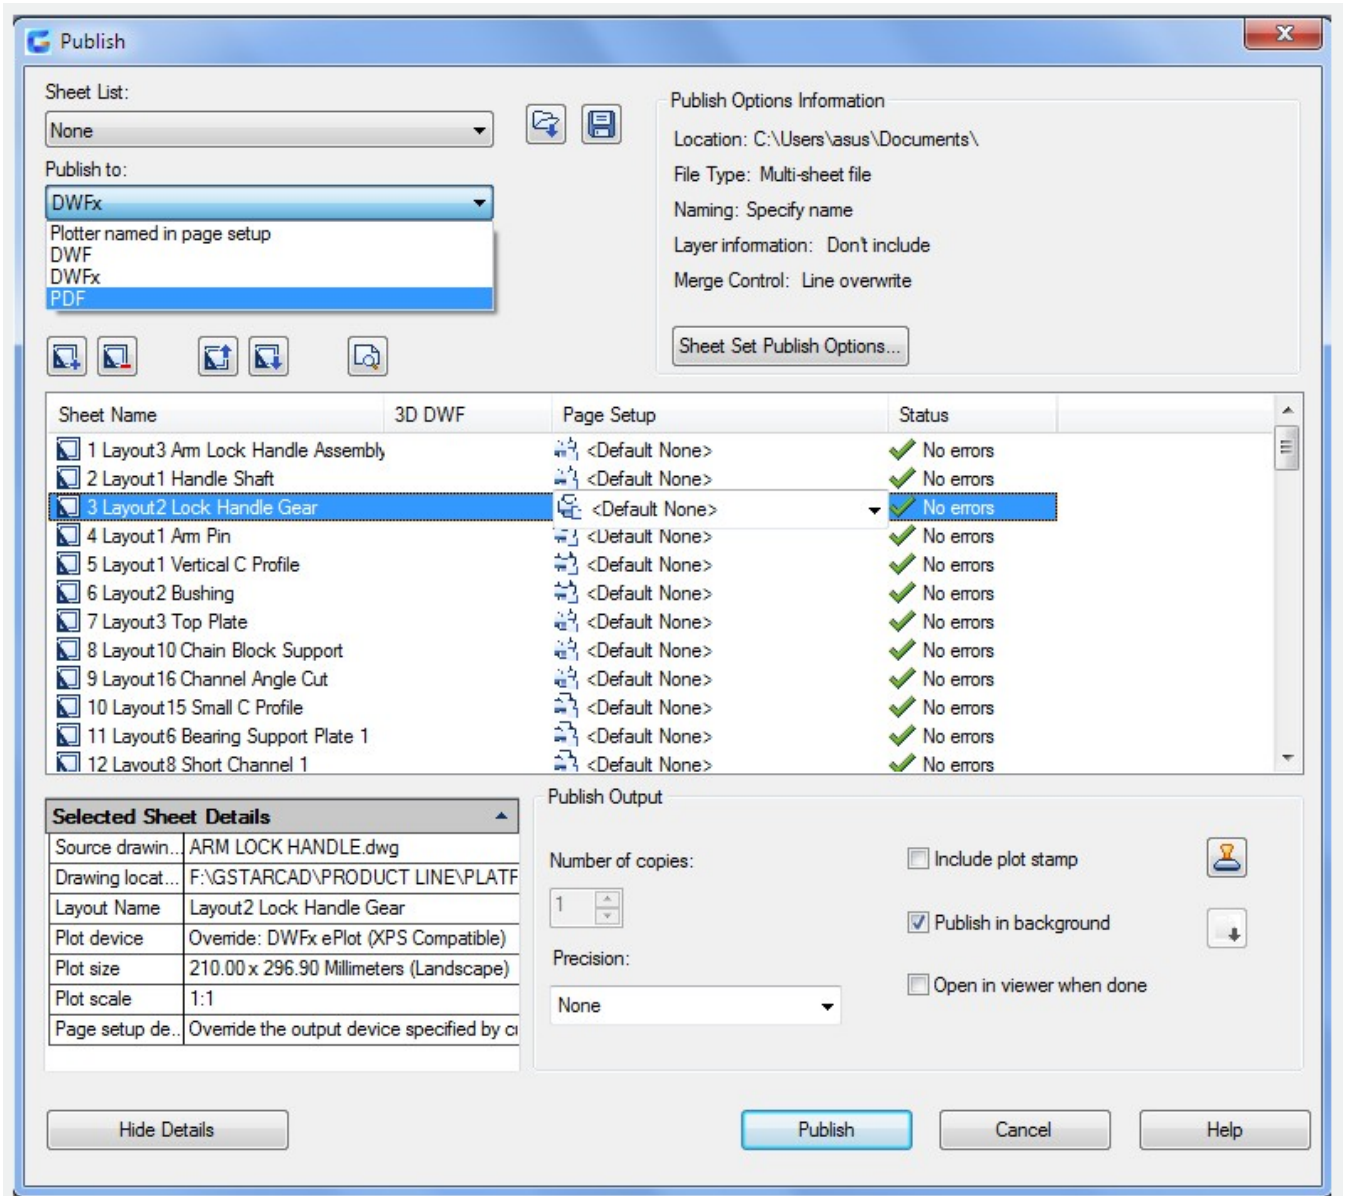 Publish
Sheet List:
None
Publish to:
DWFx
Plotter named in page setup
DWF
DWFx
PDF
Publish Options Information
Location: C:\Users\asus\Documents\
File Type: Multi-sheet file
Naming: Specify name
Layer information: Don't include
Merge Control: Line overwrite
Sheet Set Publish Options...
Sheet Name 3D DWF Page Setup Status
1 Layout3 Arm Lock Handle Assembly <Default None> No errors
2 Layout1 Handle Shaft <Default None> No errors
3 Layout2 Lock Handle Gear <Default None> No errors
4 Layout1 Arm Pin <Default None> No errors
5 Layout1 Vertical C Profile <Default None> No errors
6 Layout2 Bushing <Default None> No errors
7 Layout3 Top Plate <Default None> No errors
8 Layout10 Chain Block Support <Default None> No errors
9 Layout16 Channel Angle Cut <Default None> No errors
10 Layout15 Small C Profile <Default None> No errors
11 Layout6 Bearing Support Plate 1 <Default None> No errors
12 Layout8 Short Channel 1 <Default None> No errors
Selected Sheet Details
Source drawin... ARM LOCK HANDLE.dwg
Drawing locat... F:\GSTARCAD\PRODUCT LINE\PLATF
Layout Name Layout2 Lock Handle Gear
Plot device Override: DWFx ePlot (XPS Compatible)
Plot size 210.00 x 296.90 Millimeters (Landscape)
Plot scale 1:1
Page setup de... Override the output device specified by cu
Publish Output
Number of copies:
1
Precision:
None
Include plot stamp
Publish in background
Open in viewer when done
Hide Details
Publish
Cancel
Help